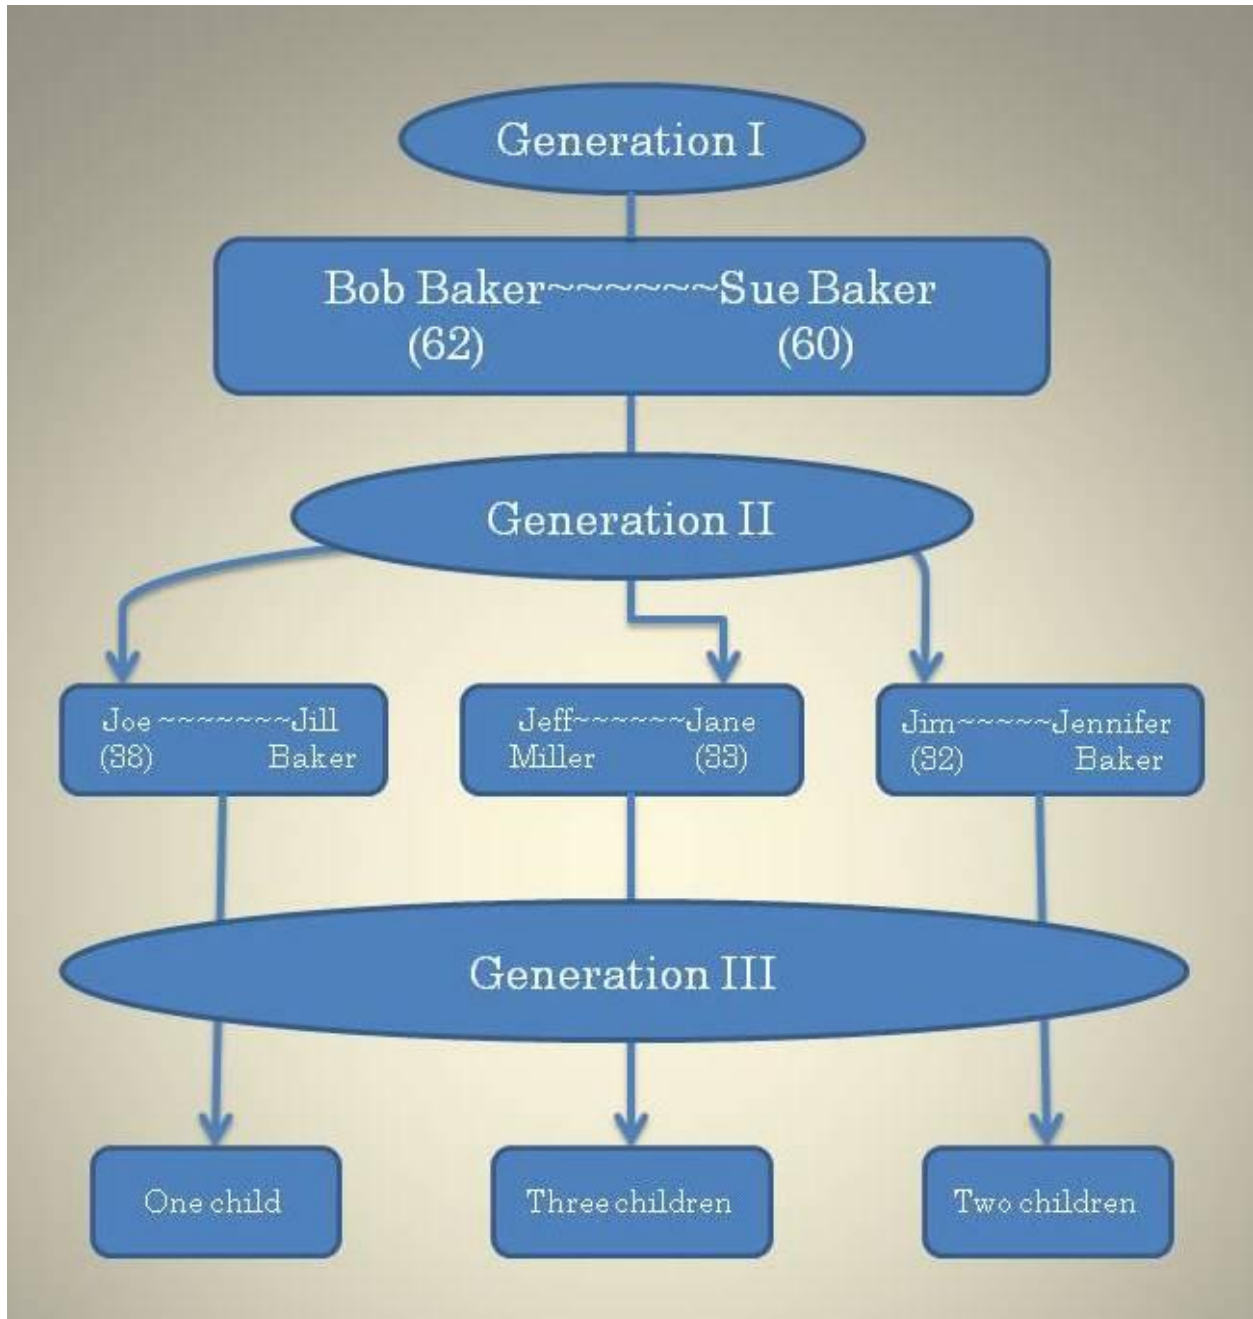 Generation I
Bob Baker~~~~~~Sue Baker
(62) (60)
Generation II
Joe ~~~~~~~Jill
(38) Baker
Jeff~~~~~~Jane
Miller (33)
Jim~~~~~Jennifer
(32) Baker
Generation III
One child
Three children
Two children